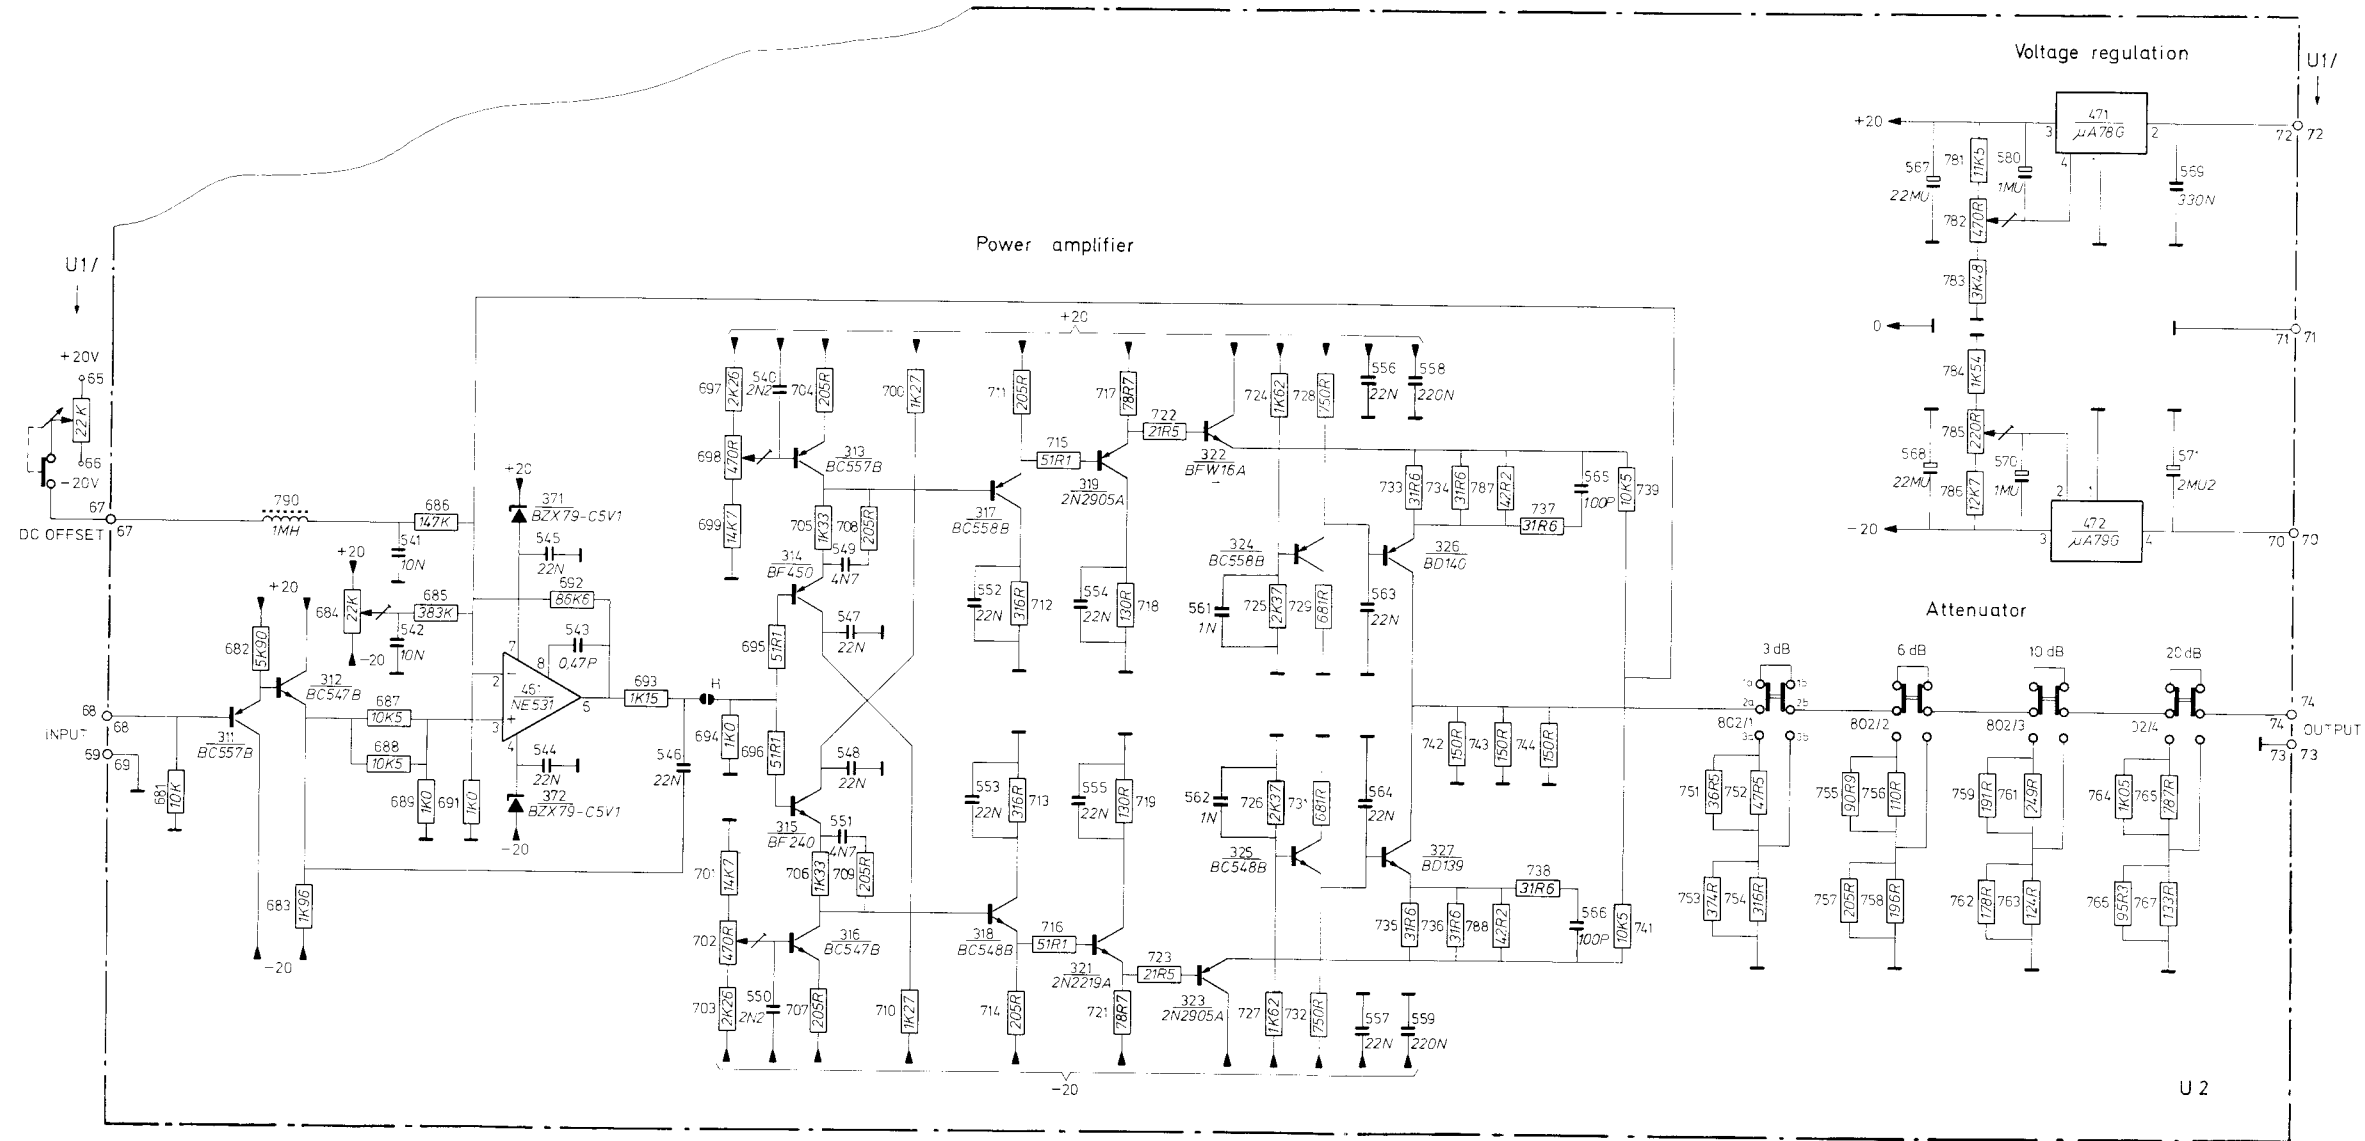 Voltage regulation
U1/
+20
471
μA78G
3
2
4
1
72
72
567
22MU
781
11K5
580
1MU
569
330N
782
470R
783
3K48
0
71
71
784
1K54
785
220R
568
22MU
786
12K7
570
1MU
571
2MU2
-20
472
μA79G
3
2
1
4
70
70
Power amplifier
U1/
+20V
65
22K
66
-20V
67
67
DC OFFSET
790
1MH
686
147K
541
10N
+20
684
22K
-20
685
383K
542
10N
+20
682
5K90
312
BC547B
68
68
INPUT
69
69
311
BC557B
681
10K
683
1K96
-20
687
10K5
688
10K5
689
1K0
691
1K0
+20
371
BZX79-C5V1
545
22N
692
86K6
543
0,47P
7
8
2
3
4
5
451
NE531
544
22N
372
BZX79-C5V1
-20
693
1K15
546
22N
H
694
1K0
695
51R1
696
51R1
+20
697
2K26
540
2N2
704
205R
698
470R
313
BC557B
699
14K7
705
1K33
708
205R
549
4N7
314
BF450
547
22N
548
22N
315
BF240
551
4N7
701
14K7
706
1K33
709
205R
702
470R
316
BC547B
703
2K26
550
2N2
707
205R
700
1K27
710
1K27
711
205R
715
51R1
317
BC558B
552
22N
316R
712
553
22N
316R
713
318
BC548B
716
51R1
714
205R
717
78R7
722
21R5
319
2N2905A
554
22N
130R
718
555
22N
130R
719
321
2N2219A
723
21R5
721
78R7
322
BFW16A
323
2N2905A
724
1K62
728
750R
556
22N
558
220N
324
BC558B
561
1N
725
2K37
729
681R
563
22N
562
1N
726
2K37
731
681R
564
22N
325
BC548B
727
1K62
732
750R
557
22N
559
220N
-20
733
31R6
734
31R6
787
42R2
737
31R6
565
100P
739
10K5
326
BD140
742
150R
743
150R
744
150R
327
BD139
738
31R6
735
31R6
736
31R6
788
42R2
566
100P
741
10K5
Attenuator
3 dB
6 dB
10 dB
20 dB
2a
2b
802/1
802/2
802/3
02/4
74
74
OUTPUT
73
73
751
36R5
752
47R5
753
374R
754
316R
755
90R9
756
110R
757
205R
758
196R
759
191R
761
249R
762
178R
763
124R
764
1K05
765
787R
766
95R3
767
133R
U 2